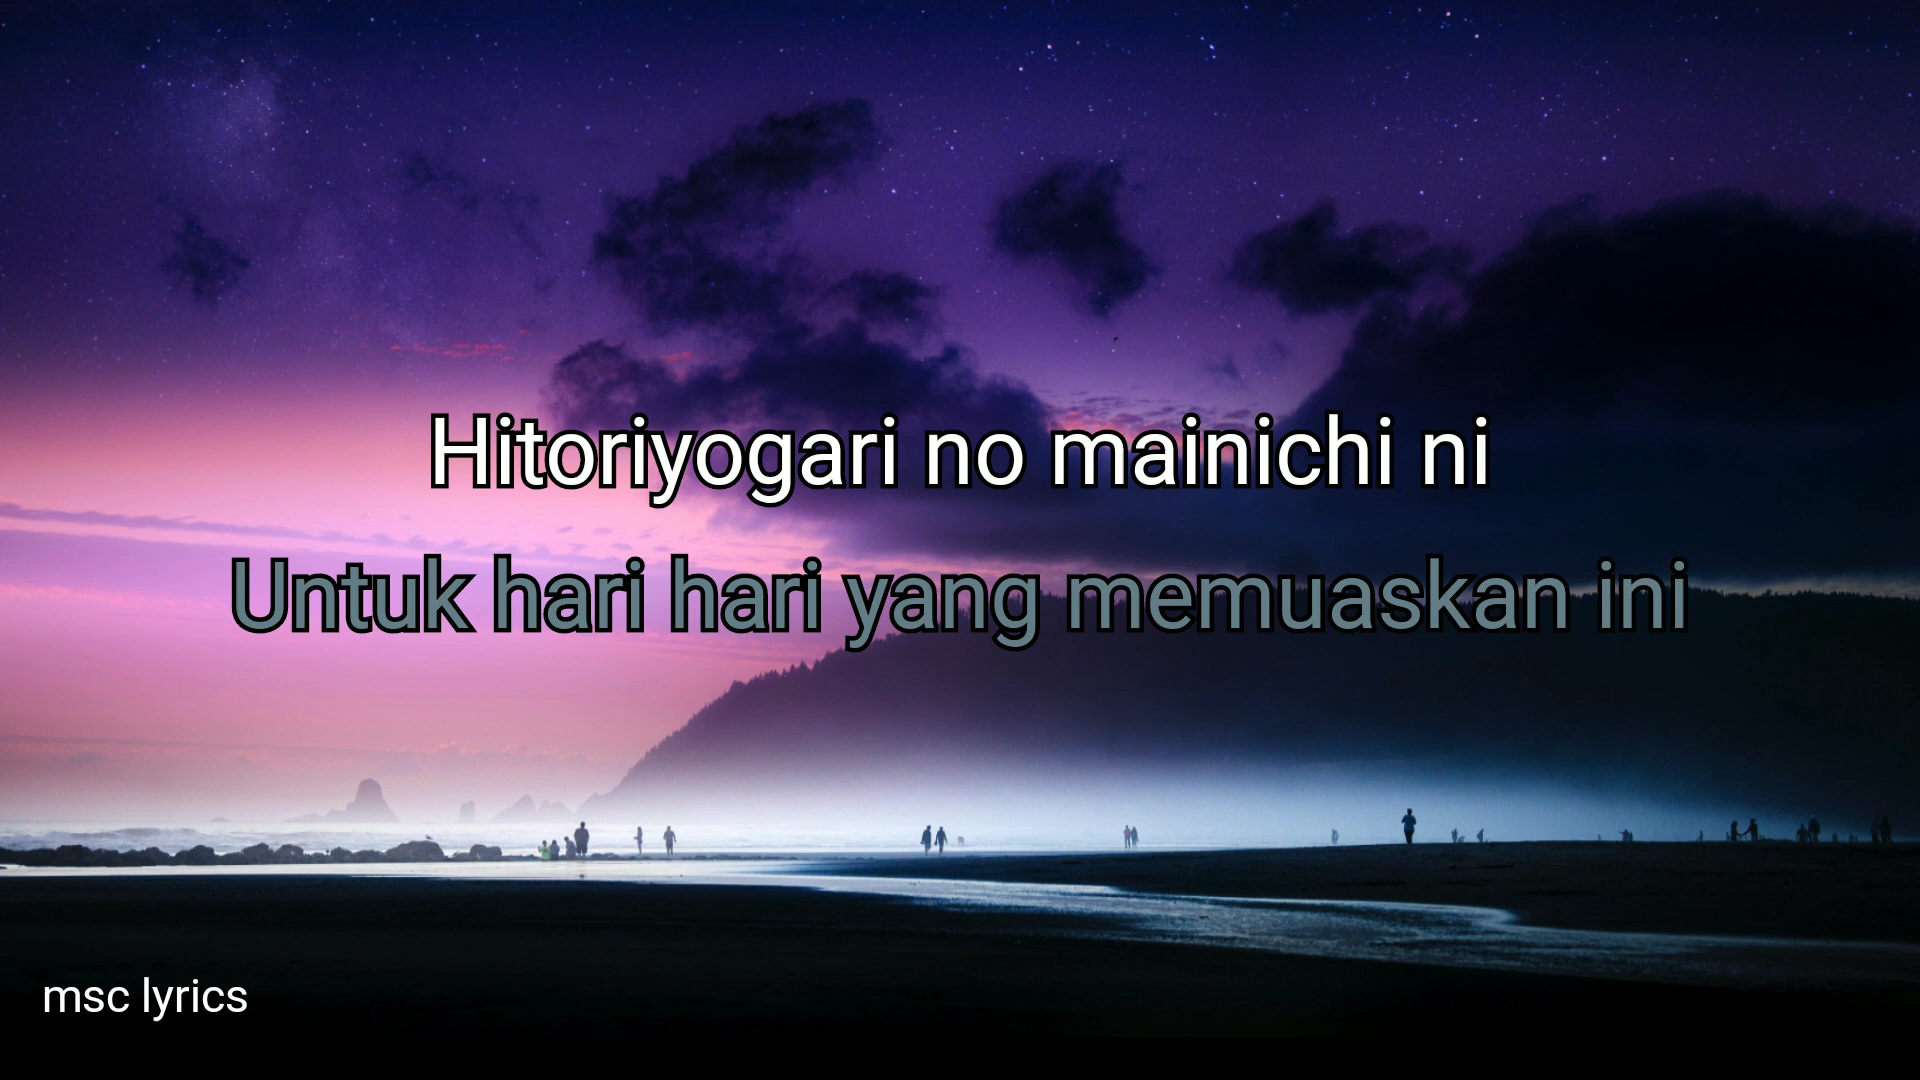 Hitoriyogari no mainichi ni
Untuk hari hari yang memuaskan ini
msc lyrics